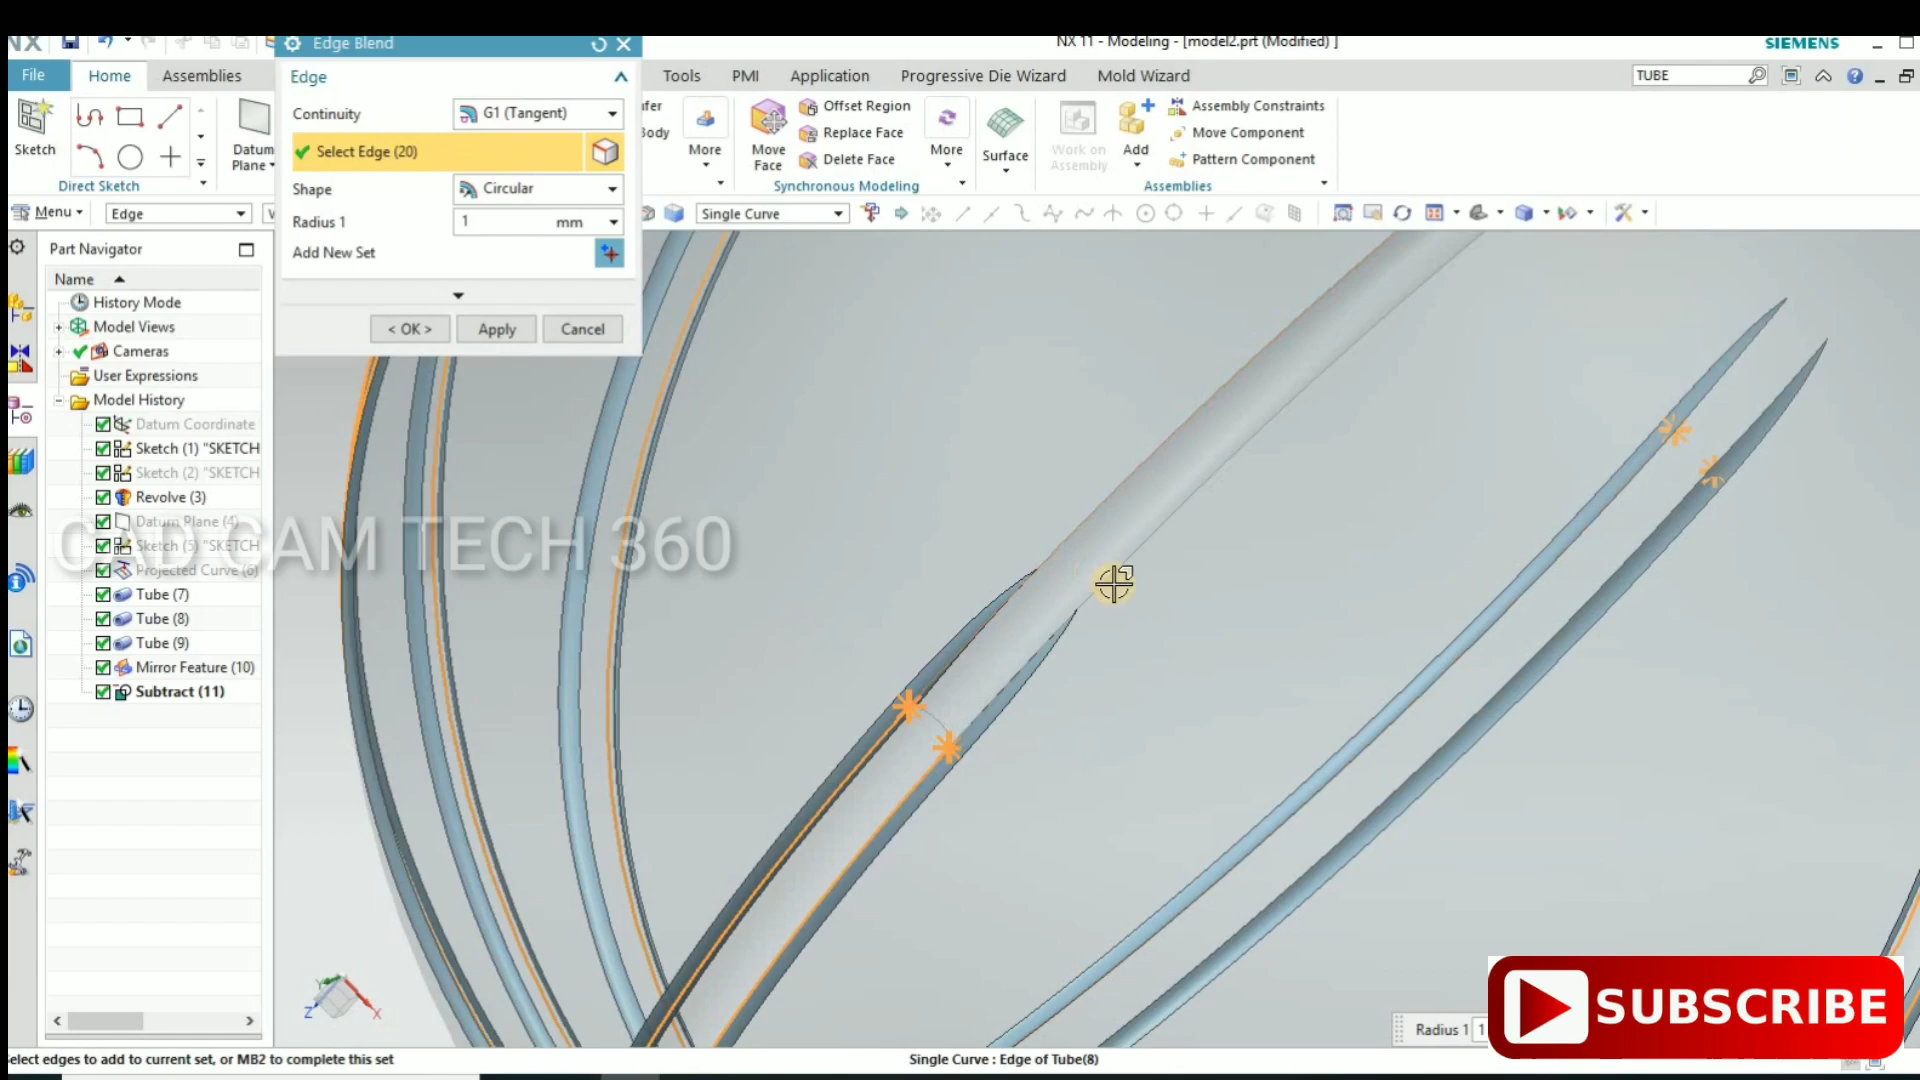 NX
Edge Blend
NX 11 - Modeling - [model2.prt (Modified) ]
SIEMENS
File
Home
Assemblies
Tools
PMI
Application
Progressive Die Wizard
Mold Wizard
TUBE
Edge
Continuity
G1 (Tangent)
Select Edge (20)
Shape
Circular
Radius 1
1
mm
Add New Set
< OK >
Apply
Cancel
Sketch
Direct Sketch
Datum
Plane
Body
More
Move
Face
Offset Region
Replace Face
Delete Face
More
Synchronous Modeling
Surface
Work on
Assembly
Add
Assembly Constraints
Move Component
Pattern Component
Assemblies
Menu
Edge
Single Curve
Part Navigator
Name
History Mode
Model Views
Cameras
User Expressions
Model History
Datum Coordinate
Sketch (1) "SKETCH
Sketch (2) "SKETCH
Revolve (3)
Datum Plane (4)
Sketch (5) "SKETCH
Projected Curve (6)
Tube (7)
Tube (8)
Tube (9)
Mirror Feature (10)
Subtract (11)
CAD CAM TECH 360
Z
X
Radius 1
1
SUBSCRIBE
Select edges to add to current set, or MB2 to complete this set
Single Curve : Edge of Tube(8)